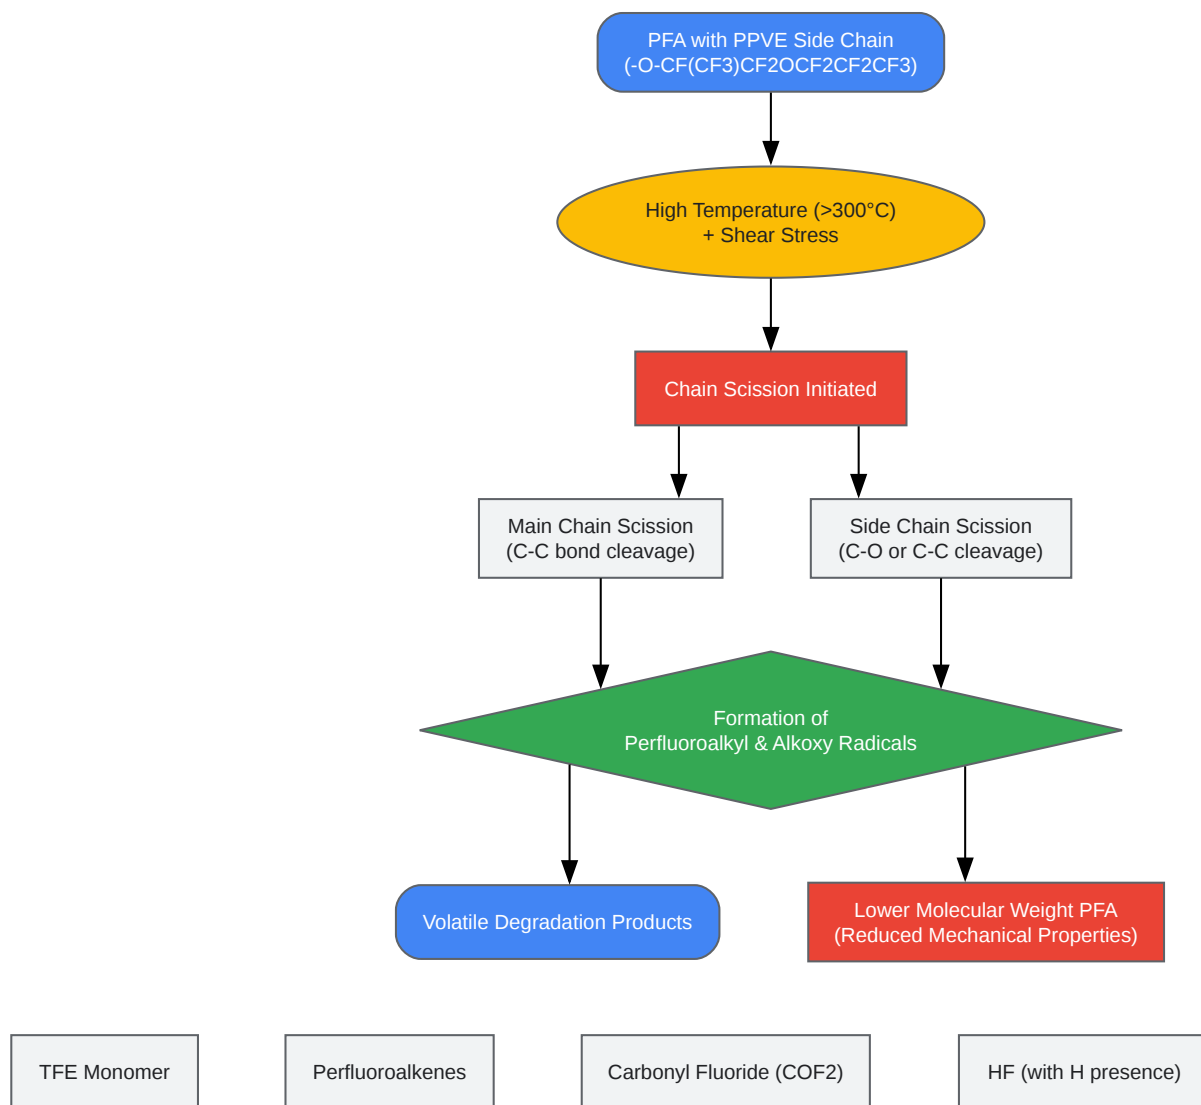 PFA with PPVE Side Chain
(-O-CF(CF3)CF2OCF2CF2CF3)
High Temperature (>300°C)
+ Shear Stress
Chain Scission Initiated
Main Chain Scission
(C-C bond cleavage)
Side Chain Scission
(C-O or C-C cleavage)
Formation of
Perfluoroalkyl & Alkoxy Radicals
Volatile Degradation Products
Lower Molecular Weight PFA
(Reduced Mechanical Properties)
TFE Monomer
Perfluoroalkenes
Carbonyl Fluoride (COF2)
HF (with H presence)